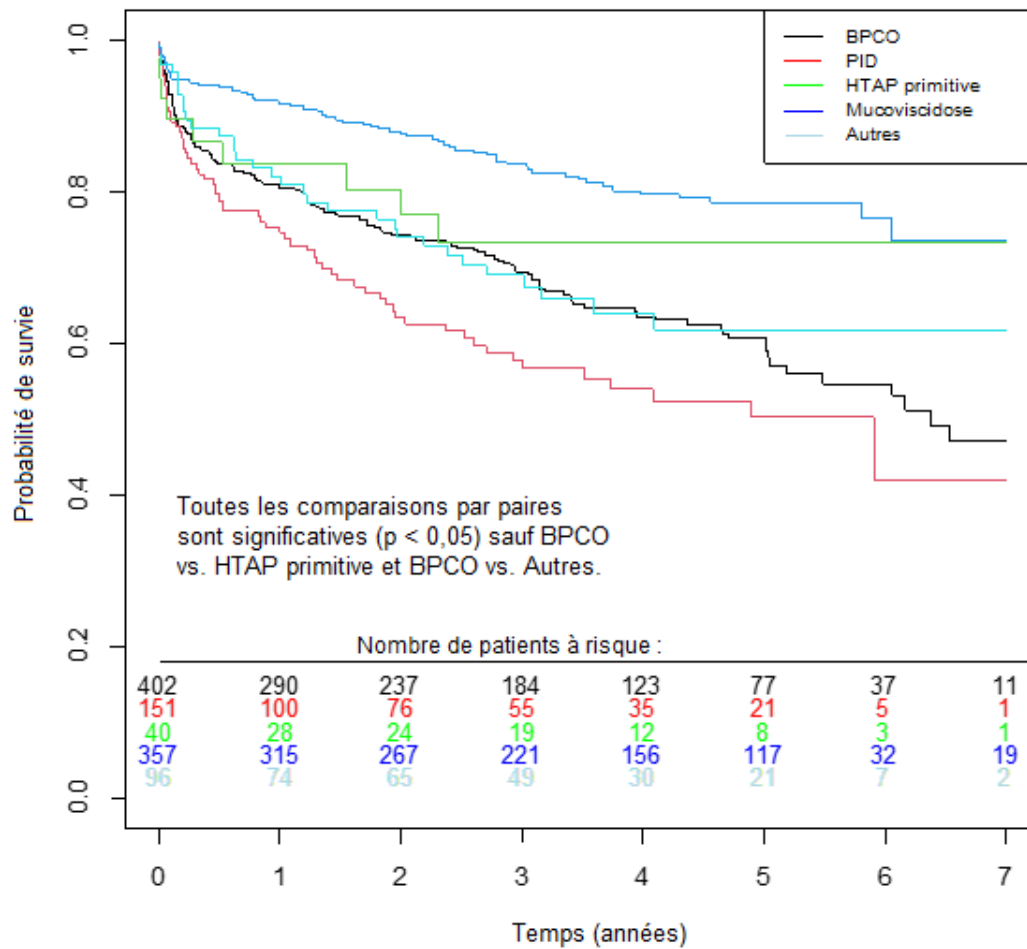 BPCO
PID
HTAP primitive
Mucoviscidose
Autres
Probabilité de survie
1.0
0.8
0.6
0.4
0.2
0.0
Toutes les comparaisons par paires
sont significatives (p < 0,05) sauf BPCO
vs. HTAP primitive et BPCO vs. Autres.
Nombre de patients à risque :
402 290 237 184 123 77 37 11
151 100 76 55 35 21 5 1
40 28 24 19 12 8 3 1
357 315 267 221 156 117 32 19
96 74 65 49 30 21 7 2
0 1 2 3 4 5 6 7
Temps (années)